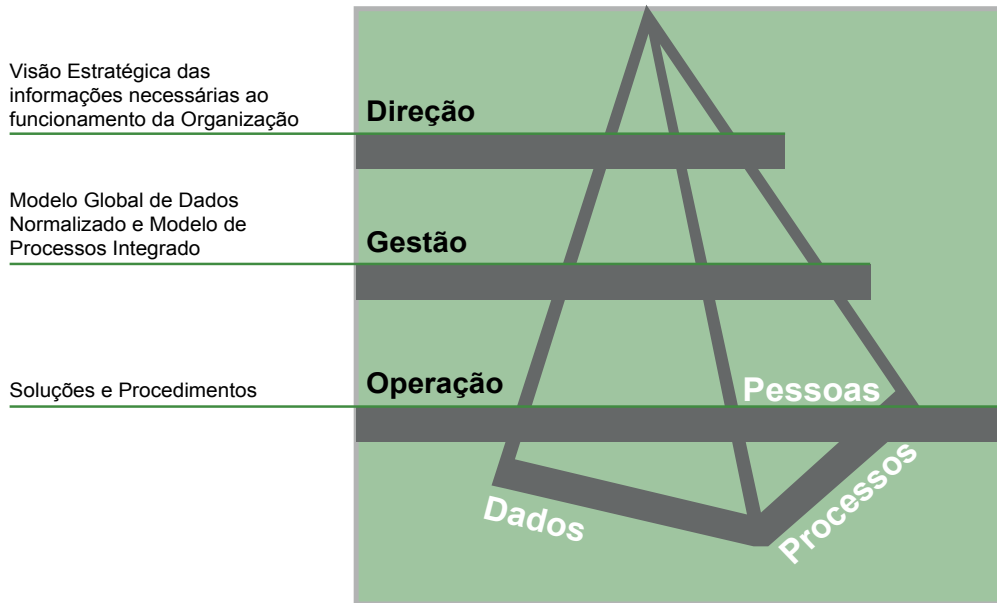 Visão Estratégica das
informações necessárias ao
funcionamento da Organização
Direção
Modelo Global de Dados
Normalizado e Modelo de
Processos Integrado
Gestão
Soluções e Procedimentos
Operação
Pessoas
Dados
Processos